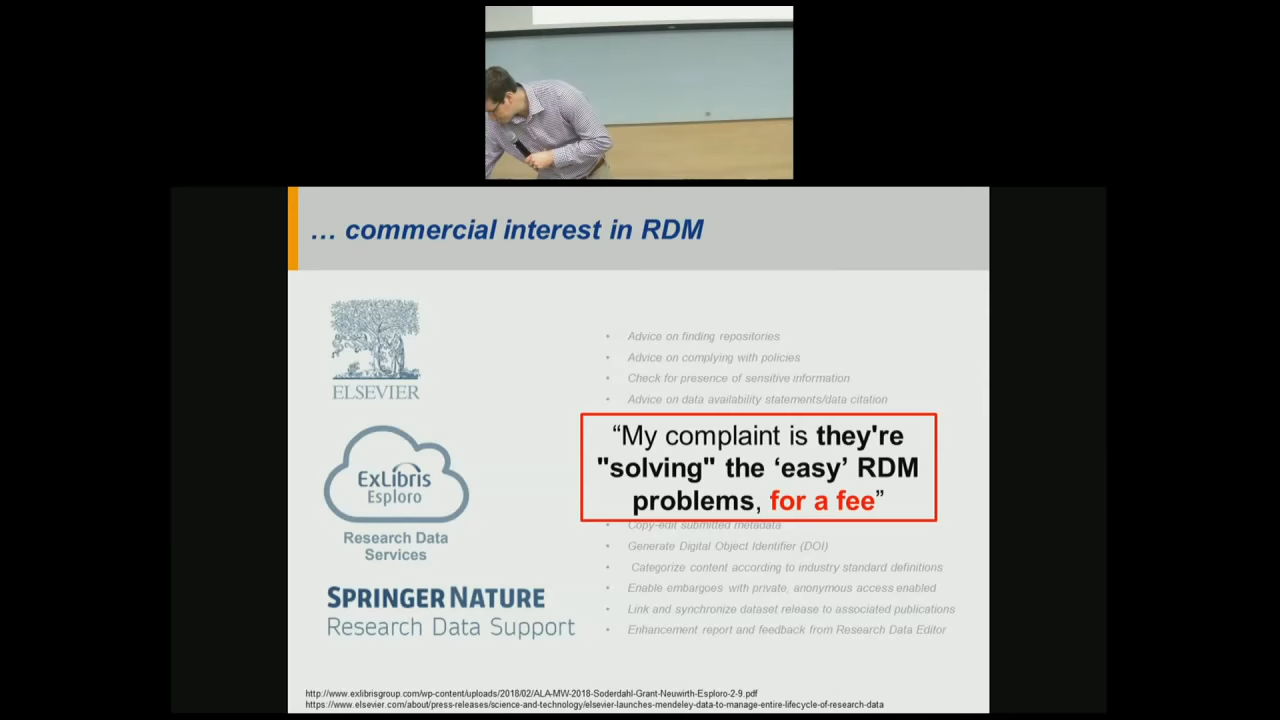 … commercial interest in RDM
ELSEVIER
ExLibris
Esploro
Research Data
Services
SPRINGER NATURE
Research Data Support
• Advice on finding repositories
• Advice on complying with policies
• Check for presence of sensitive information
• Advice on data availability statements/data citation
“My complaint is they're
"solving" the ‘easy’ RDM
problems, for a fee”
• Copy-edit submitted metadata
• Generate Digital Object Identifier (DOI)
• Categorize content according to industry standard definitions
• Enable embargoes with private, anonymous access enabled
• Link and synchronize dataset release to associated publications
• Enhancement report and feedback from Research Data Editor
http://www.exlibrisgroup.com/wp-content/uploads/2018/02/ALA-MW-2018-Soderdahl-Grant-Neuwirth-Esploro-2-9.pdf
https://www.elsevier.com/about/press-releases/science-and-technology/elsevier-launches-mendeley-data-to-manage-entire-lifecycle-of-research-data